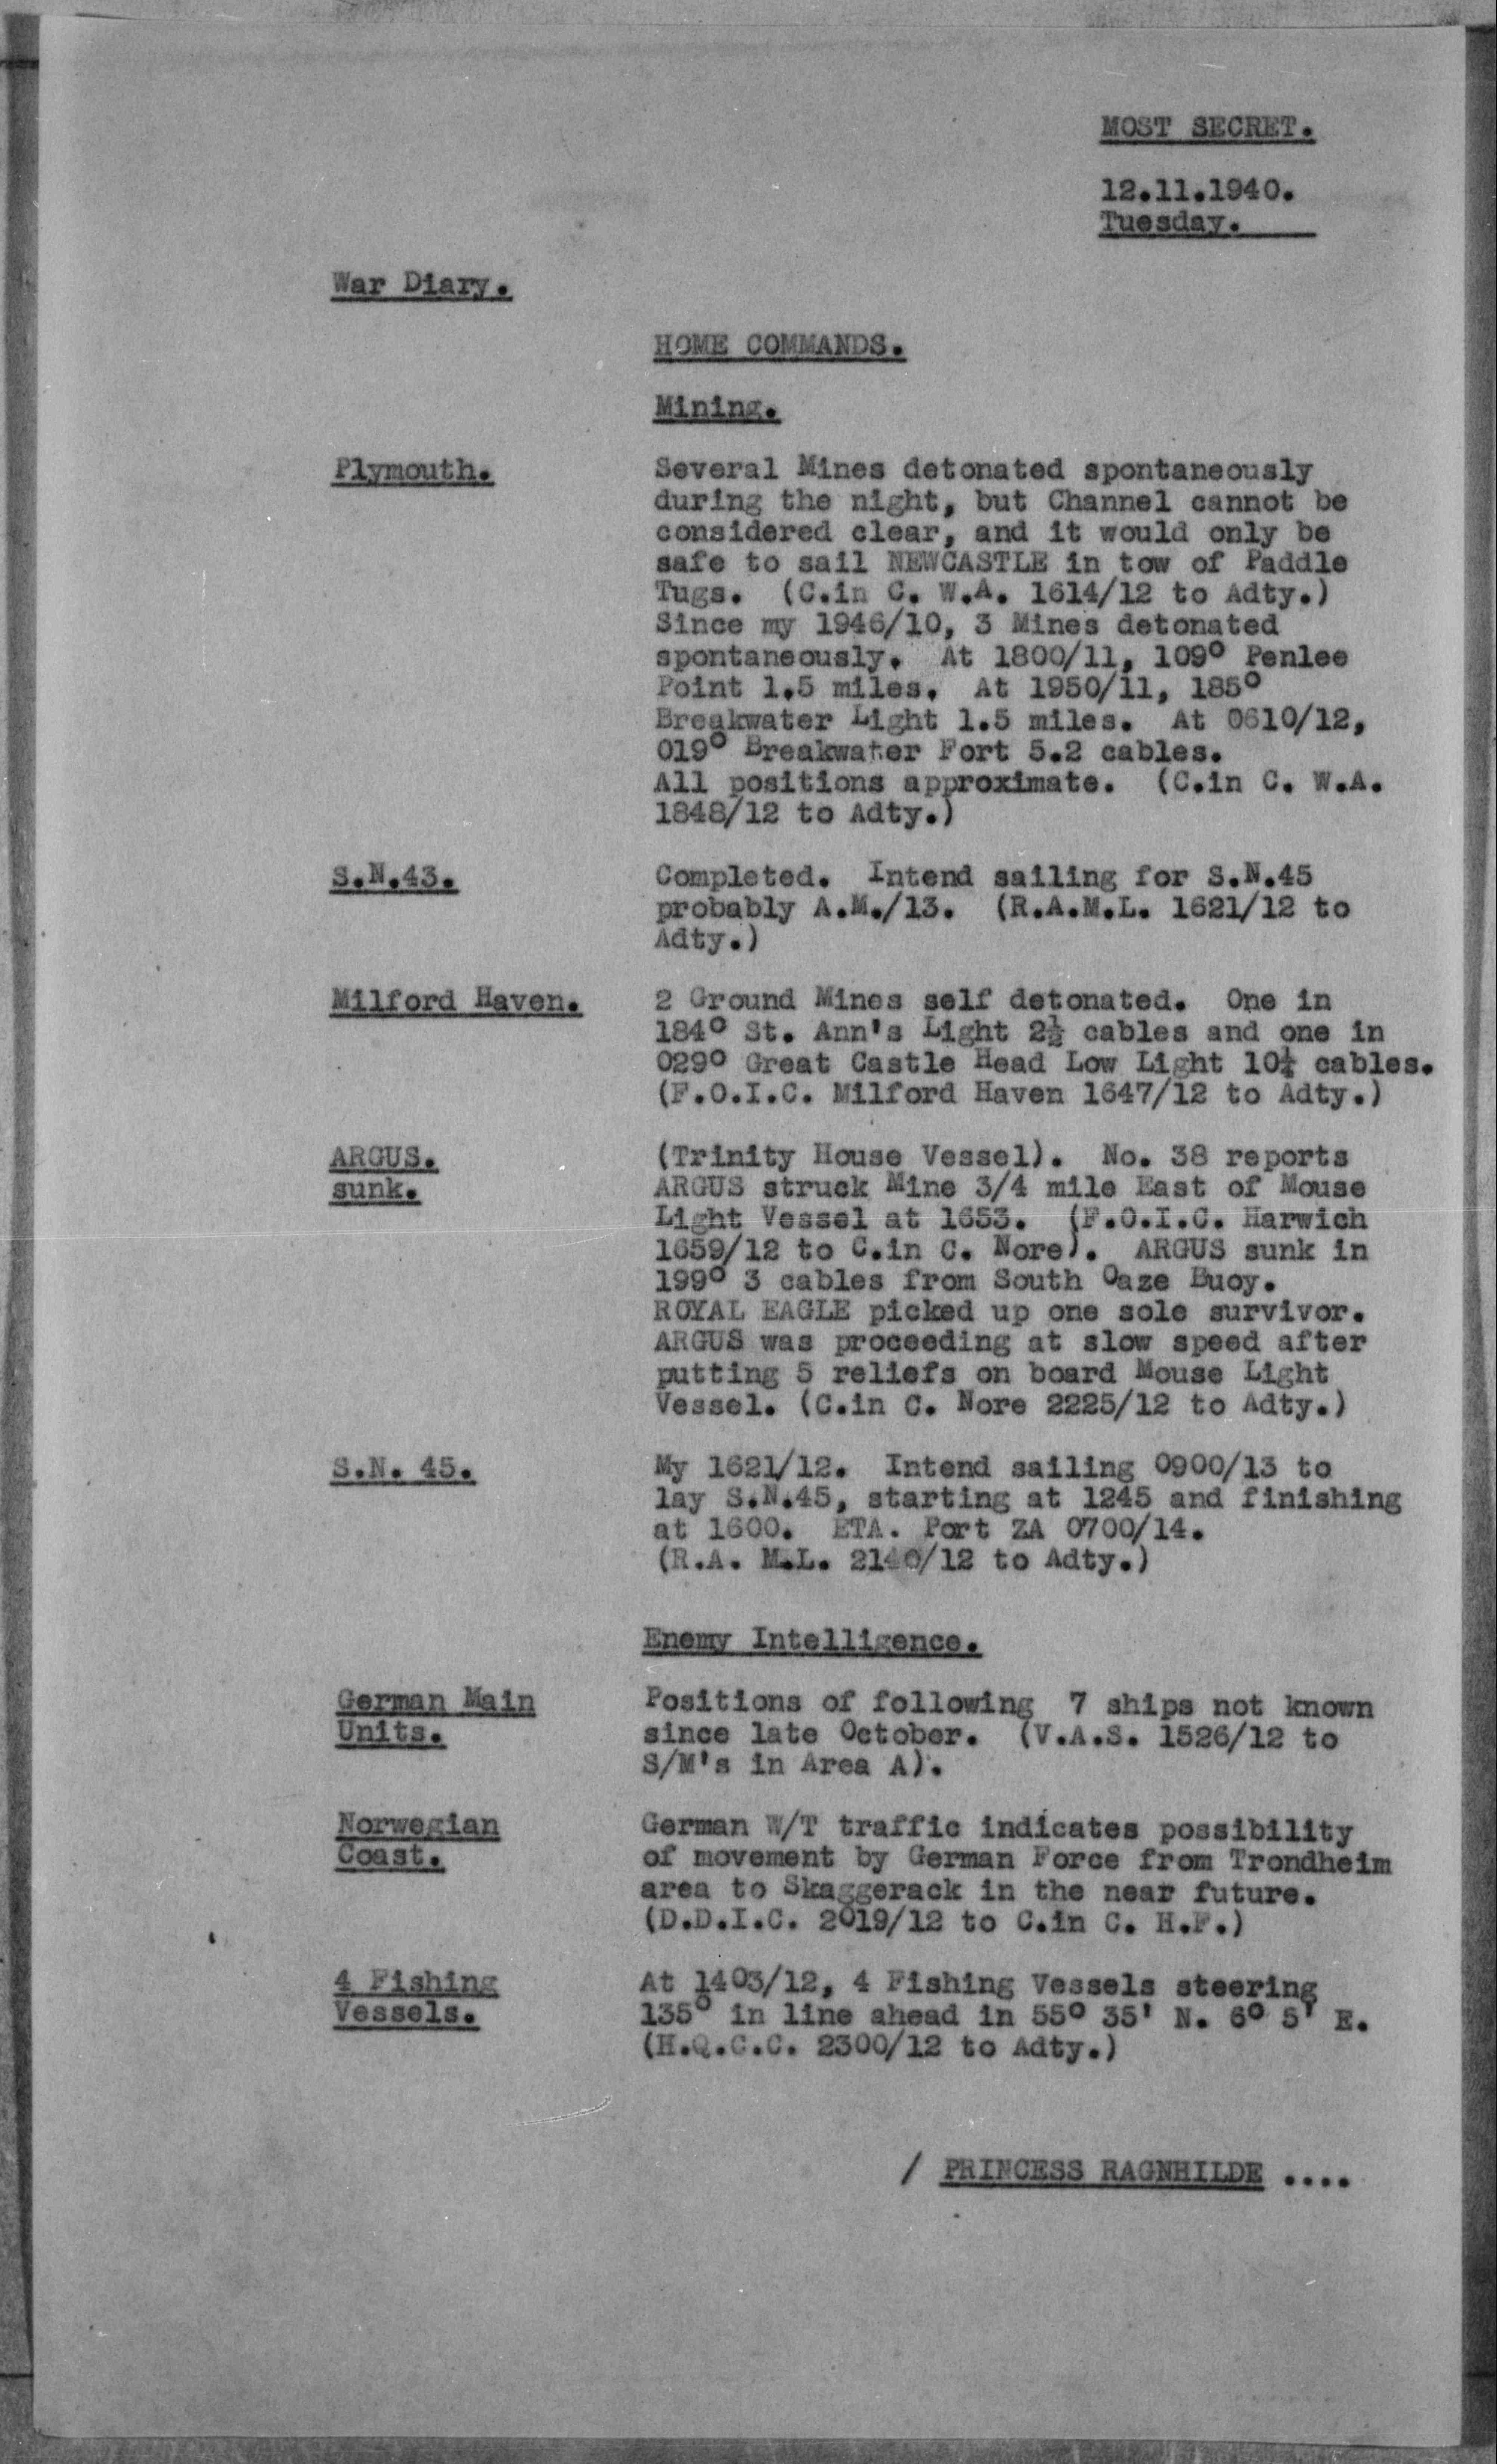 MOST SECRET.
12.11.1940.
Tuesday.
War Diary.
HOME COMMANDS.
Mining.
Plymouth.
Several Mines detonated spontaneously
during the night, but Channel cannot be
considered clear, and it would only be
safe to sail NEWCASTLE in tow of Paddle
Tugs. (C.in C. W.A. 1614/12 to Adty.)
Since my 1946/10, 3 Mines detonated
spontaneously. At 1800/11, 109° Penlee
Point 1.5 miles. At 1950/11, 185°
Breakwater Light 1.5 miles. At 0610/12,
019° Breakwater Fort 5.2 cables.
All positions approximate. (C.in C. W.A.
1848/12 to Adty.)
S.N.43.
Completed. Intend sailing for S.N.45
probably A.M./13. (R.A.M.L. 1621/12 to
Adty.)
Milford Haven.
2 Ground Mines self detonated. One in
184° St. Ann's Light 2½ cables and one in
029° Great Castle Head Low Light 10¼ cables.
(F.O.I.C. Milford Haven 1647/12 to Adty.)
ARGUS.
sunk.
(Trinity House Vessel). No. 38 reports
ARGUS struck Mine 3/4 mile East of Mouse
Light Vessel at 1653. (F.O.I.C. Harwich
1659/12 to C.in C. Nore). ARGUS sunk in
199° 3 cables from South Oaze Buoy.
ROYAL EAGLE picked up one sole survivor.
ARGUS was proceeding at slow speed after
putting 5 reliefs on board Mouse Light
Vessel. (C.in C. Nore 2225/12 to Adty.)
S.N. 45.
My 1621/12. Intend sailing 0900/13 to
lay S.N.45, starting at 1245 and finishing
at 1600. ETA. Port ZA 0700/14.
(R.A. M.L. 2140/12 to Adty.)
Enemy Intelligence.
German Main
Units.
Positions of following 7 ships not known
since late October. (V.A.S. 1526/12 to
S/M's in Area A).
Norwegian
Coast.
German W/T traffic indicates possibility
of movement by German Force from Trondheim
area to Skaggerack in the near future.
(D.D.I.C. 2019/12 to C.in C. H.F.)
4 Fishing
Vessels.
At 1403/12, 4 Fishing Vessels steering
135° in line ahead in 55° 35' N. 6° 5' E.
(H.Q.C.C. 2300/12 to Adty.)
/ PRINCESS RAGNHILDE ....